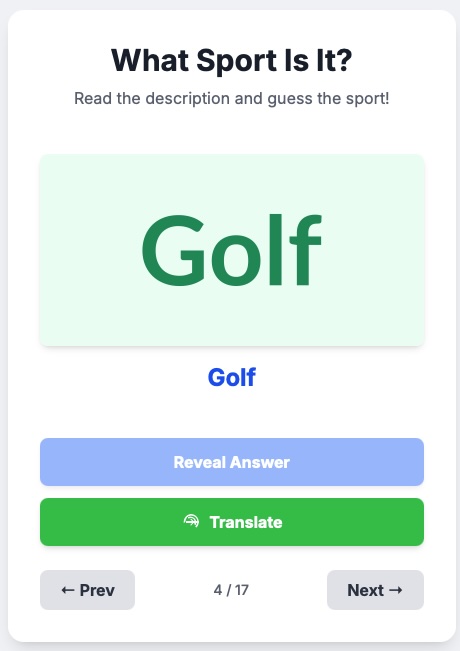 What Sport Is It?
Read the description and guess the sport!
Golf
Golf
Reveal Answer
Translate
← Prev
4 / 17
Next →